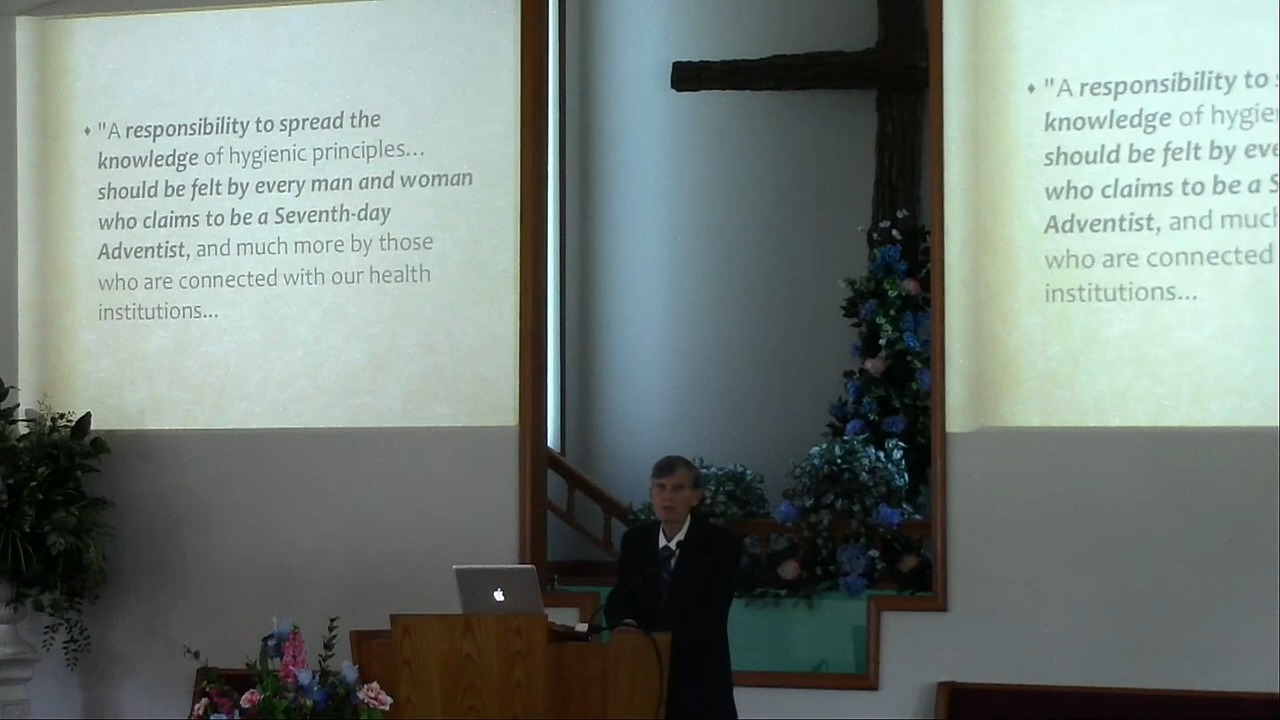 ♦ "A responsibility to spread the
knowledge of hygienic principles...
should be felt by every man and woman
who claims to be a Seventh-day
Adventist, and much more by those
who are connected with our health
institutions...
♦ "A responsibility to
knowledge of hygie
should be felt by eve
who claims to be a S
Adventist, and muc
who are connected
institutions...